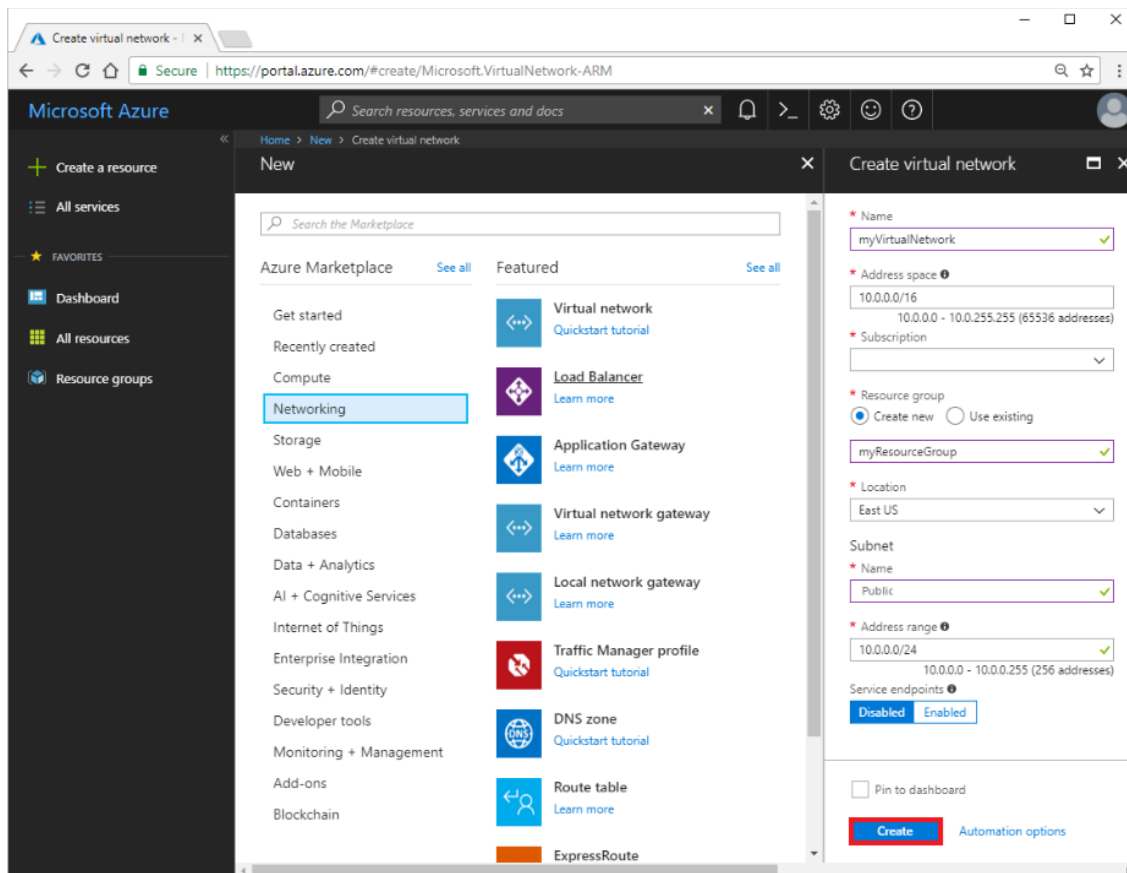 Create virtual network - 
Secure | https://portal.azure.com/#create/Microsoft.VirtualNetwork-ARM
Microsoft Azure
Search resources, services and docs
Create a resource
All services
FAVORITES
Dashboard
All resources
Resource groups
Home > New > Create virtual network
New
Search the Marketplace
Azure Marketplace
See all
Get started
Recently created
Compute
Networking
Storage
Web + Mobile
Containers
Databases
Data + Analytics
AI + Cognitive Services
Internet of Things
Enterprise Integration
Security + Identity
Developer tools
Monitoring + Management
Add-ons
Blockchain
Featured
See all
Virtual network
Quickstart tutorial
Load Balancer
Learn more
Application Gateway
Learn more
Virtual network gateway
Learn more
Local network gateway
Learn more
Traffic Manager profile
Quickstart tutorial
DNS
DNS zone
Quickstart tutorial
Route table
Learn more
ExpressRoute
Create virtual network
* Name
myVirtualNetwork
* Address space
10.0.0.0/16
10.0.0.0 - 10.0.255.255 (65536 addresses)
* Subscription
* Resource group
Create new Use existing
myResourceGroup
* Location
East US
Subnet
* Name
Public
* Address range
10.0.0.0/24
10.0.0.0 - 10.0.0.255 (256 addresses)
Service endpoints
Disabled Enabled
Pin to dashboard
Create Automation options